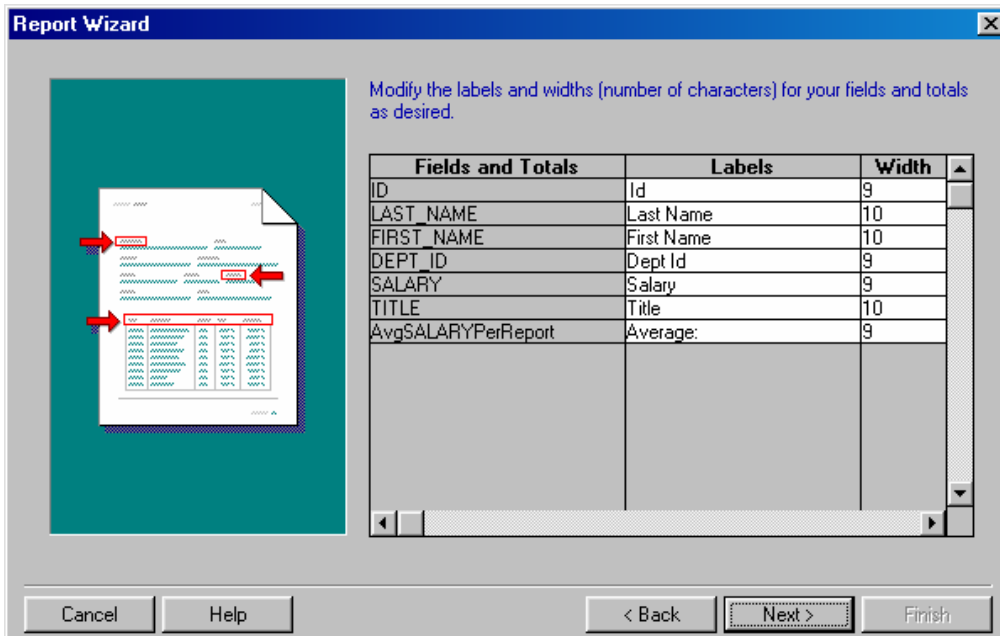 Report Wizard
Modify the labels and widths (number of characters) for your fields and totals
as desired.
Fields and Totals Labels Width
ID Id 9
LAST_NAME Last Name 10
FIRST_NAME First Name 10
DEPT_ID Dept Id 9
SALARY Salary 9
TITLE Title 10
AvgSALARYPerReport Average: 9
Cancel Help < Back Next > Finish